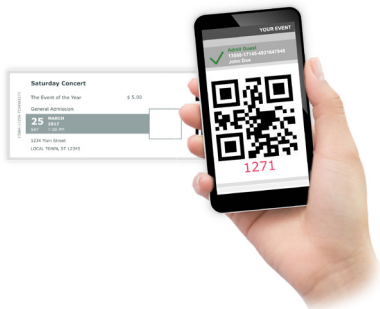 Saturday Concert
The Event of the Year $ 5.00
General Admission
25 MARCH
2017
SAT 7:00 PM
1234 Main Street
LOCAL TOWN, ST 12345
YOUR EVENT
Admit Guest
John Doe
1271